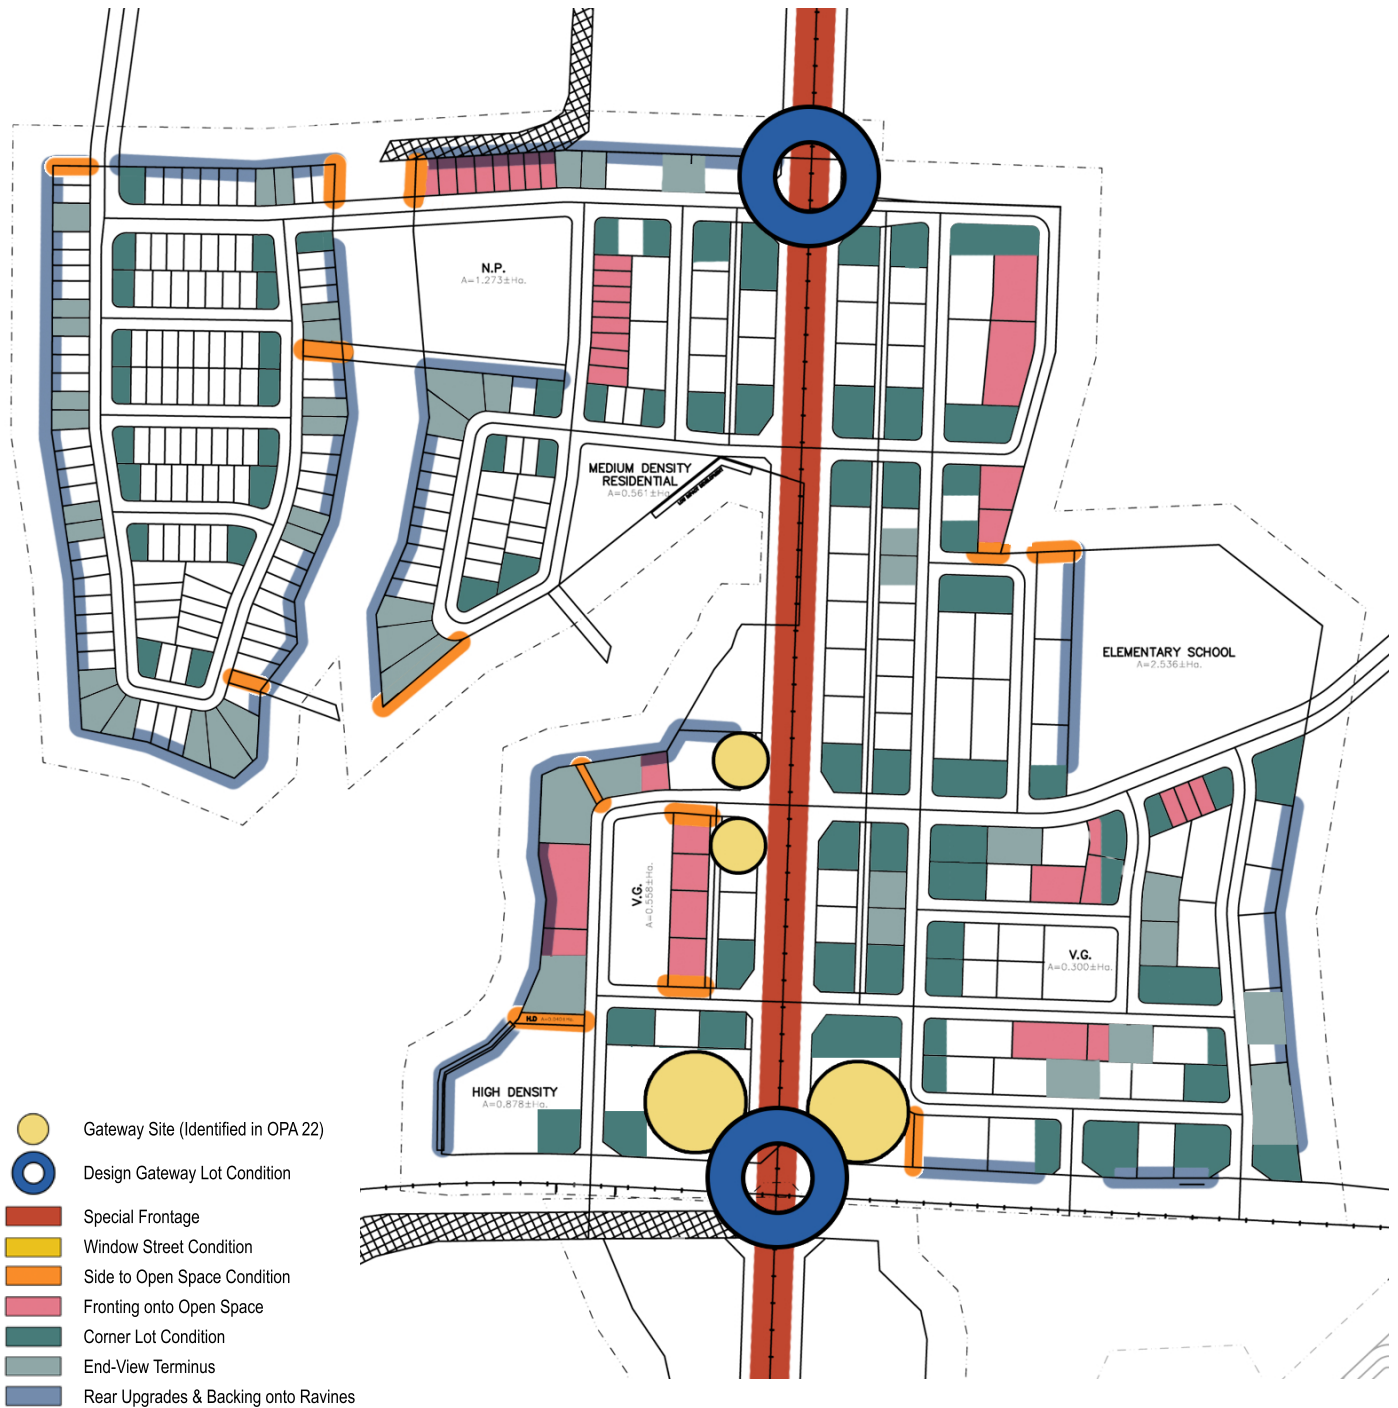 N.P.
A=1.273±Ha.
MEDIUM DENSITY
RESIDENTIAL
A=0.561±Ha.
ELEMENTARY SCHOOL
A=2.536±Ha.
V.G.
A=0.558±Ha.
V.G.
A=0.300±Ha.
HIGH DENSITY
A=0.878±Ha.
Gateway Site (Identified in OPA 22)
Design Gateway Lot Condition
Special Frontage
Window Street Condition
Side to Open Space Condition
Fronting onto Open Space
Corner Lot Condition
End-View Terminus
Rear Upgrades & Backing onto Ravines